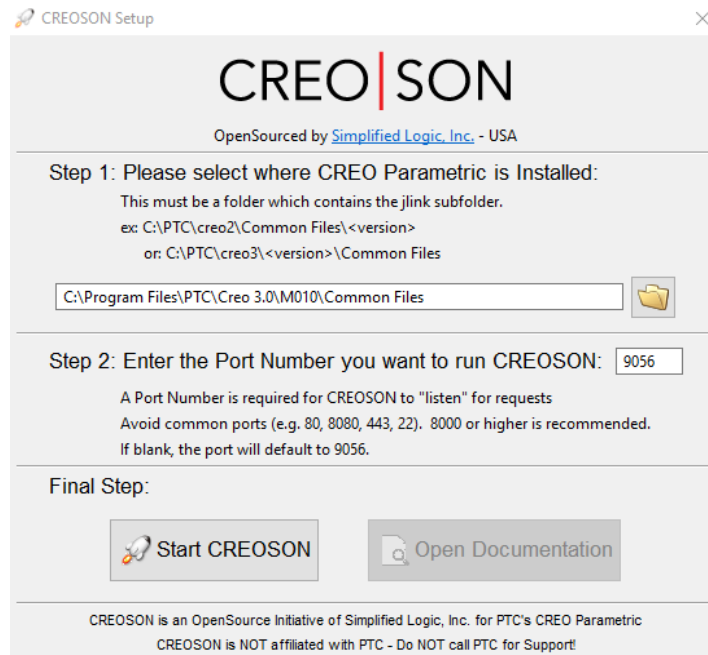 CREOSON Setup
CREO|SON
OpenSourced by Simplified Logic, Inc. - USA
Step 1: Please select where CREO Parametric is Installed:
This must be a folder which contains the jlink subfolder.
ex: C:\PTC\creo2\Common Files\<version>
or: C:\PTC\creo3\<version>\Common Files
C:\Program Files\PTC\Creo 3.0\M010\Common Files
Step 2: Enter the Port Number you want to run CREOSON: 9056
A Port Number is required for CREOSON to "listen" for requests
Avoid common ports (e.g. 80, 8080, 443, 22). 8000 or higher is recommended.
If blank, the port will default to 9056.
Final Step:
Start CREOSON Open Documentation
CREOSON is an OpenSource Initiative of Simplified Logic, Inc. for PTC's CREO Parametric
CREOSON is NOT affiliated with PTC - Do NOT call PTC for Support!